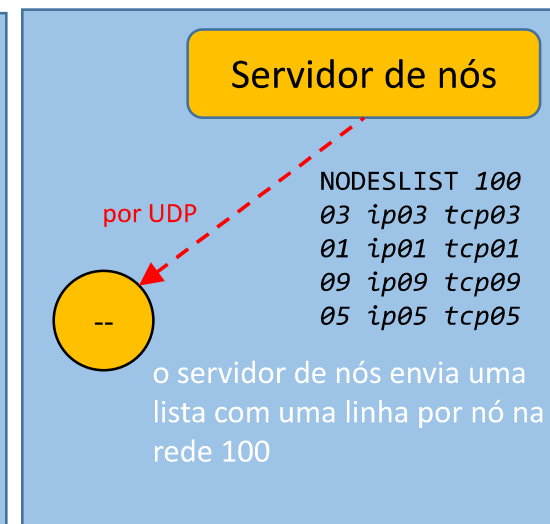 Servidor de nós
NODESLIST 100
por UDP
03 ip03 tcp03
01 ip01 tcp01
09 ip09 tcp09
05 ip05 tcp05
--
o servidor de nós envia uma
lista com uma linha por nó na
rede 100